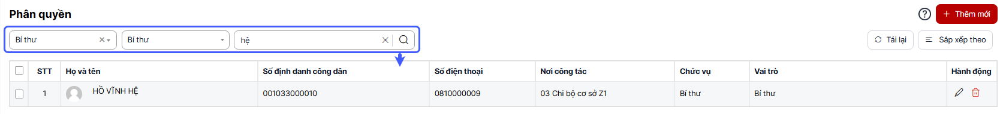 Phân quyền
? + Thêm mới
Bí thư × Bí thư hệ ×
Tải lại Sắp xếp theo
STT Họ và tên Số định danh công dân Số điện thoại Nơi công tác Chức vụ Vai trò Hành động
1 HỒ VĨNH HỆ 001033000010 0810000009 03 Chi bộ cơ sở Z1 Bí thư Bí thư